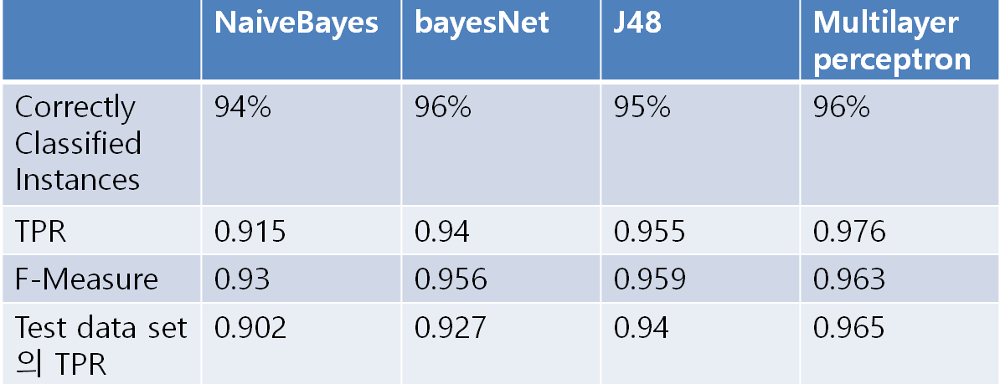 NaiveBayes bayesNet J48 Multilayer
perceptron
Correctly 94% 96% 95% 96%
Classified
Instances
TPR 0.915 0.94 0.955 0.976
F-Measure 0.93 0.956 0.959 0.963
Test data set 0.902 0.927 0.94 0.965
의 TPR